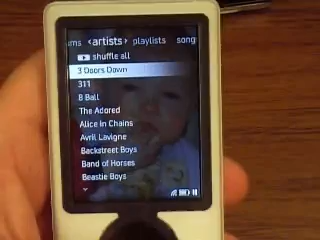 ums ‹artists› playlists song
shuffle all
3 Doors Down
311
8 Ball
The Adored
Alice in Chains
Avril Lavigne
Backstreet Boys
Band of Horses
Beastie Boys